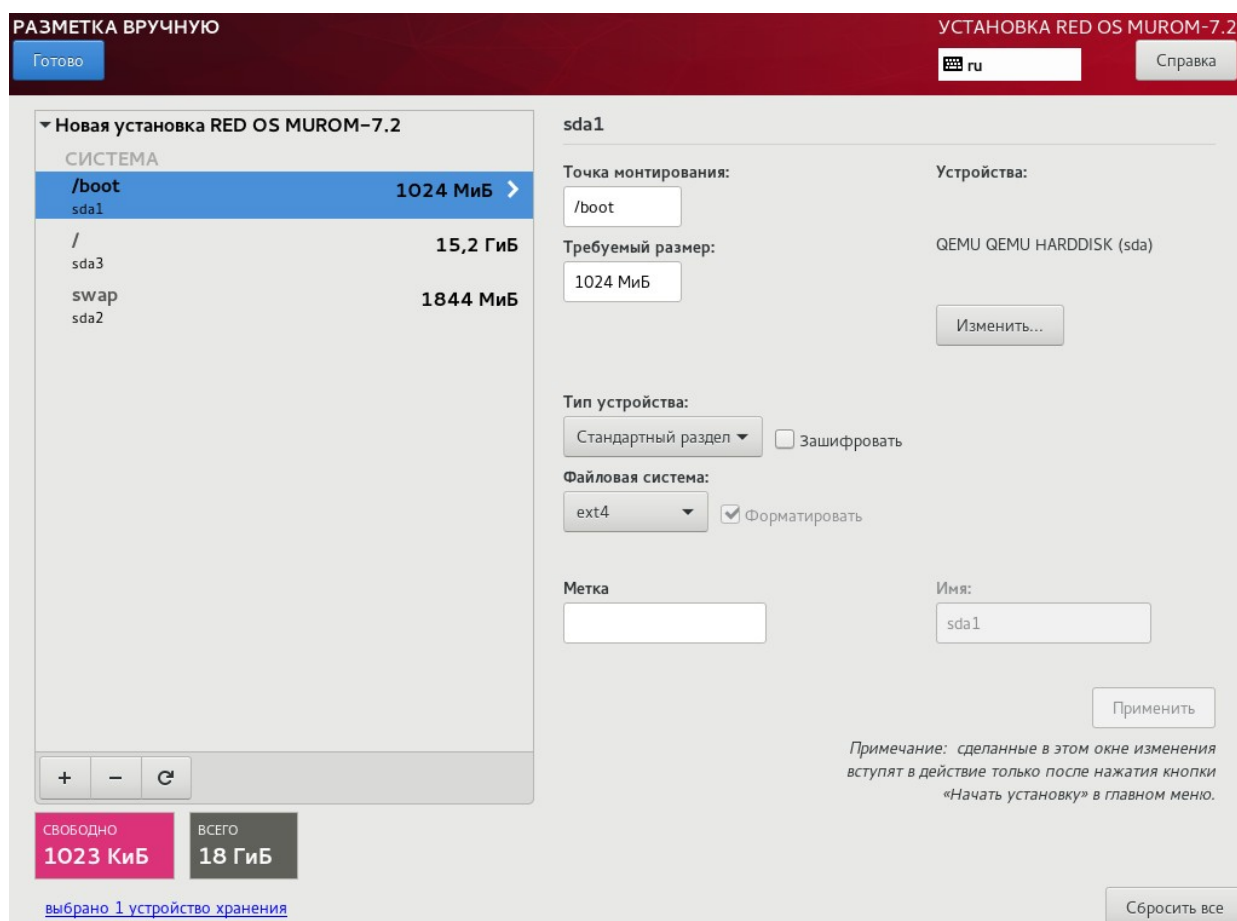 РАЗМЕТКА ВРУЧНУЮ
УСТАНОВКА RED OS MUROM-7.2
Готово
ru
Справка
Новая установка RED OS MUROM-7.2
СИСТЕМА
/boot
1024 МиБ
sda1
/
15,2 ГиБ
sda3
swap
1844 МиБ
sda2
sda1
Точка монтирования:
Устройства:
/boot
Требуемый размер:
QEMU QEMU HARDDISK (sda)
1024 МиБ
Изменить...
Тип устройства:
Стандартный раздел
Зашифровать
Файловая система:
ext4
Форматировать
Метка
Имя:
sda1
Применить
Примечание: сделанные в этом окне изменения
вступят в действие только после нажатия кнопки
«Начать установку» в главном меню.
+ −
СВОБОДНО
1023 КиБ
ВСЕГО
18 ГиБ
выбрано 1 устройство хранения
Сбросить все